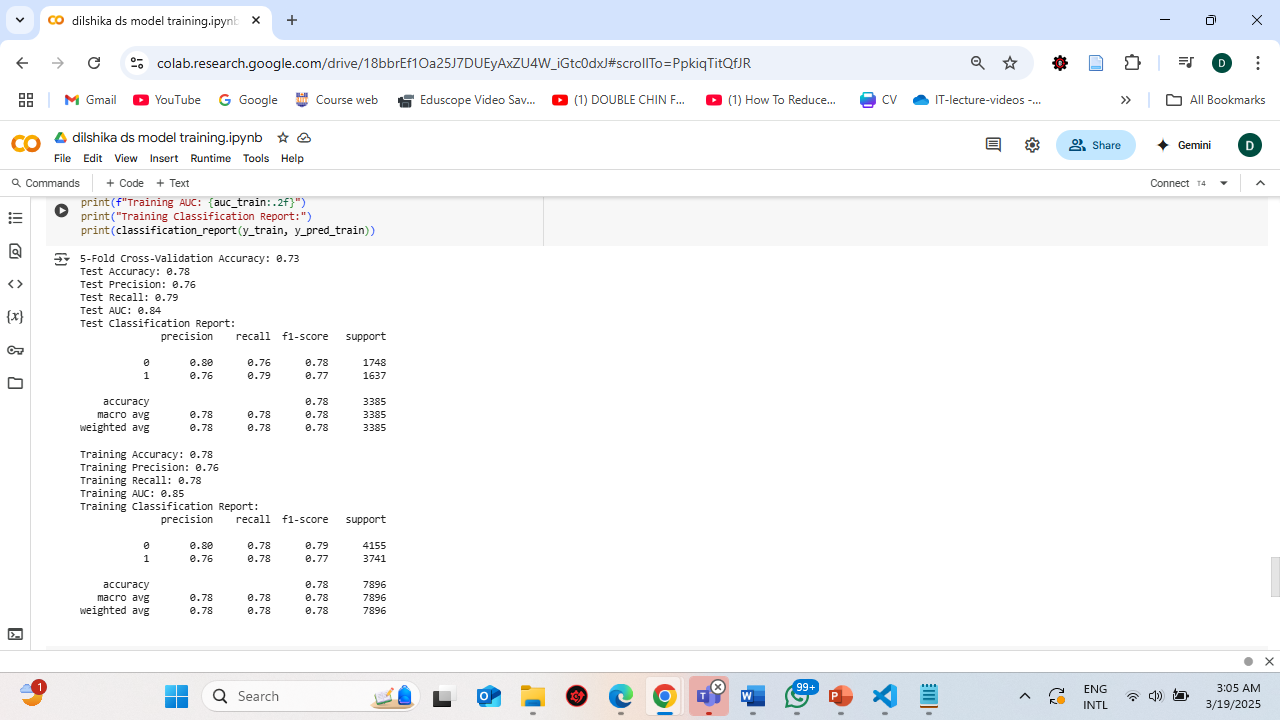 dilshika ds model training.ipynb
colab.research.google.com/drive/18bbrEf1Oa25J7DUEyAxZU4W_iGtc0dxJ#scrollTo=PpkiqTitQfJR
D
Gmail
YouTube
Google
Course web
Eduscope Video Sav...
(1) DOUBLE CHIN F...
(1) How To Reduce...
CV
IT-lecture-videos -...
All Bookmarks
dilshika ds model training.ipynb
File Edit View Insert Runtime Tools Help
Share
Gemini
D
Commands
+ Code + Text
Connect T4
print(f"Training AUC: {auc_train:.2f}")
print("Training Classification Report:")
print(classification_report(y_train, y_pred_train))
5-Fold Cross-Validation Accuracy: 0.73
Test Accuracy: 0.78
Test Precision: 0.76
Test Recall: 0.79
Test AUC: 0.84
Test Classification Report:
precision recall f1-score support
0 0.80 0.76 0.78 1748
1 0.76 0.79 0.77 1637
accuracy 0.78 3385
macro avg 0.78 0.78 0.78 3385
weighted avg 0.78 0.78 0.78 3385
Training Accuracy: 0.78
Training Precision: 0.76
Training Recall: 0.78
Training AUC: 0.85
Training Classification Report:
precision recall f1-score support
0 0.80 0.78 0.79 4155
1 0.76 0.78 0.77 3741
accuracy 0.78 7896
macro avg 0.78 0.78 0.78 7896
weighted avg 0.78 0.78 0.78 7896
1
Search
99+
ENG
INTL
3:05 AM
3/19/2025